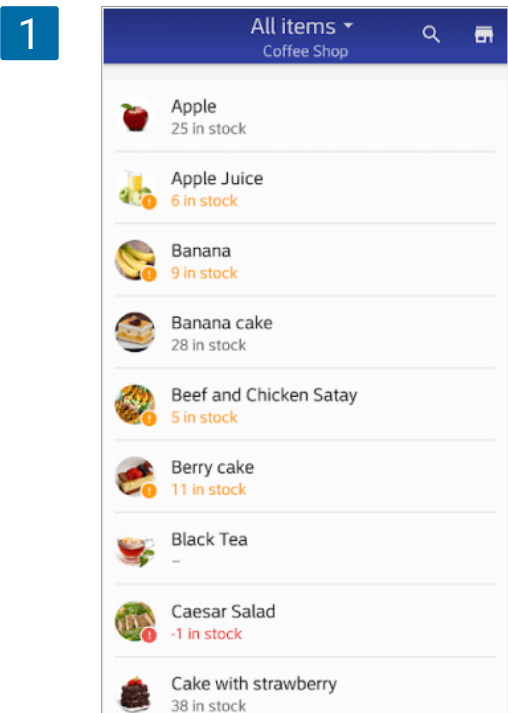 1
All items
Coffee Shop
Apple
25 in stock
Apple Juice
6 in stock
Banana
9 in stock
Banana cake
28 in stock
Beef and Chicken Satay
5 in stock
Berry cake
11 in stock
Black Tea
–
Caesar Salad
-1 in stock
Cake with strawberry
38 in stock